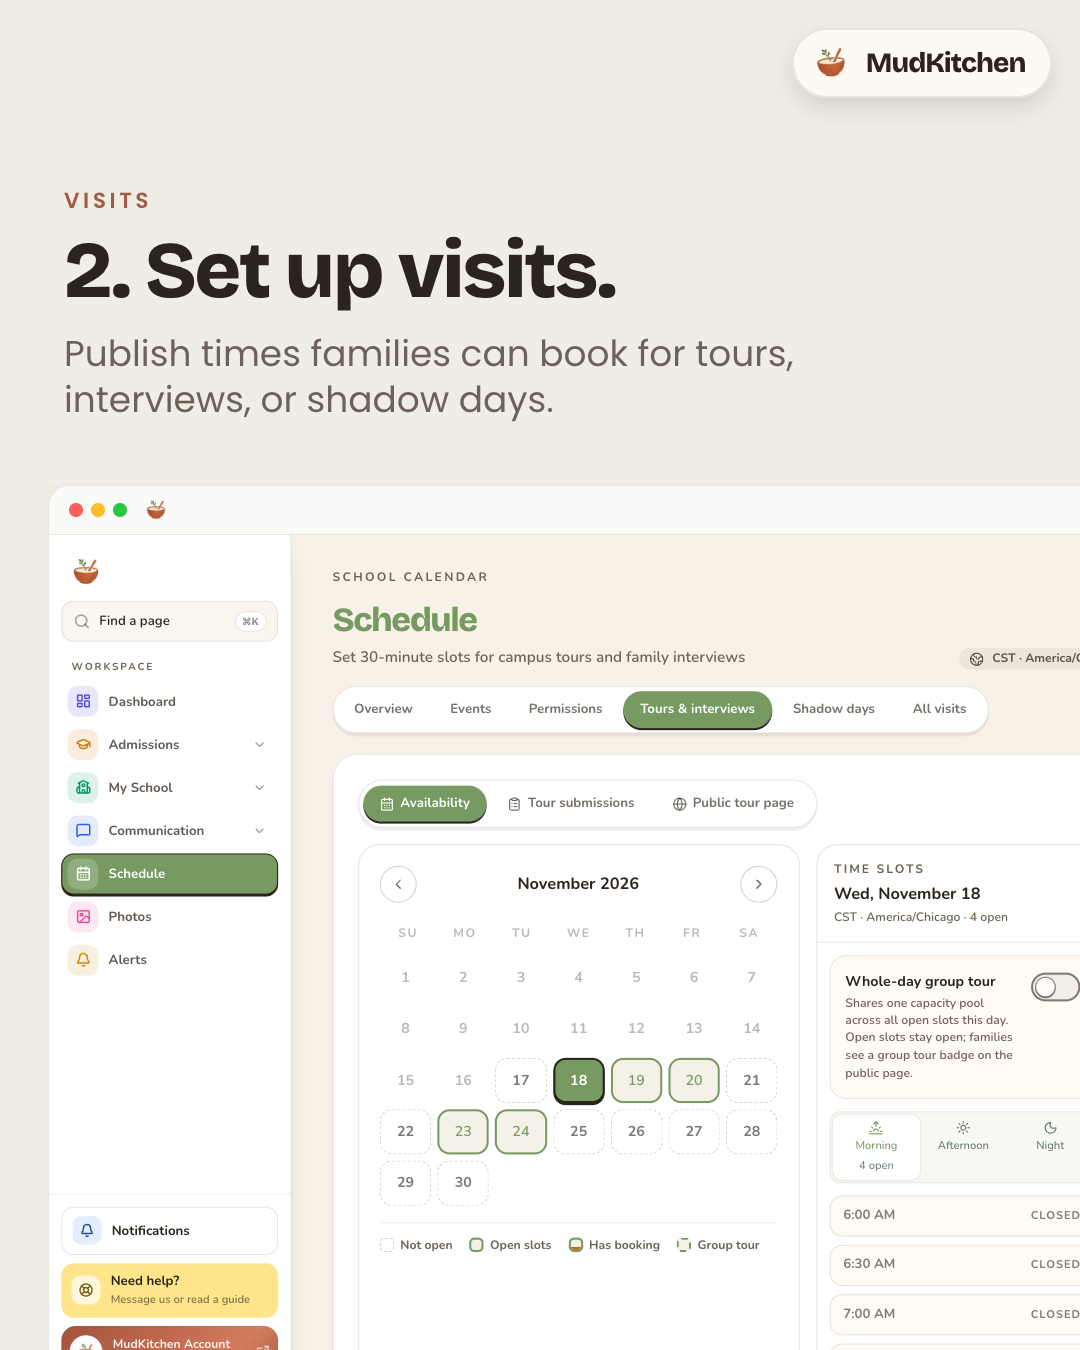 MudKitchen
VISITS
2. Set up visits.
Publish times families can book for tours,
interviews, or shadow days.
Find a page
⌘K
WORKSPACE
Dashboard
Admissions
My School
Communication
Schedule
Photos
Alerts
Notifications
Need help?
Message us or read a guide
MudKitchen Account
SCHOOL CALENDAR
Schedule
Set 30-minute slots for campus tours and family interviews
CST · America/C
Overview Events Permissions Tours & interviews Shadow days All visits
Availability Tour submissions Public tour page
November 2026
SU MO TU WE TH FR SA
1 2 3 4 5 6 7
8 9 10 11 12 13 14
15 16 17 18 19 20 21
22 23 24 25 26 27 28
29 30
Not open Open slots Has booking Group tour
TIME SLOTS
Wed, November 18
CST · America/Chicago · 4 open
Whole-day group tour
Shares one capacity pool
across all open slots this day.
Open slots stay open; families
see a group tour badge on the
public page.
Morning Afternoon Night
4 open
6:00 AM CLOSED
6:30 AM CLOSED
7:00 AM CLOSED